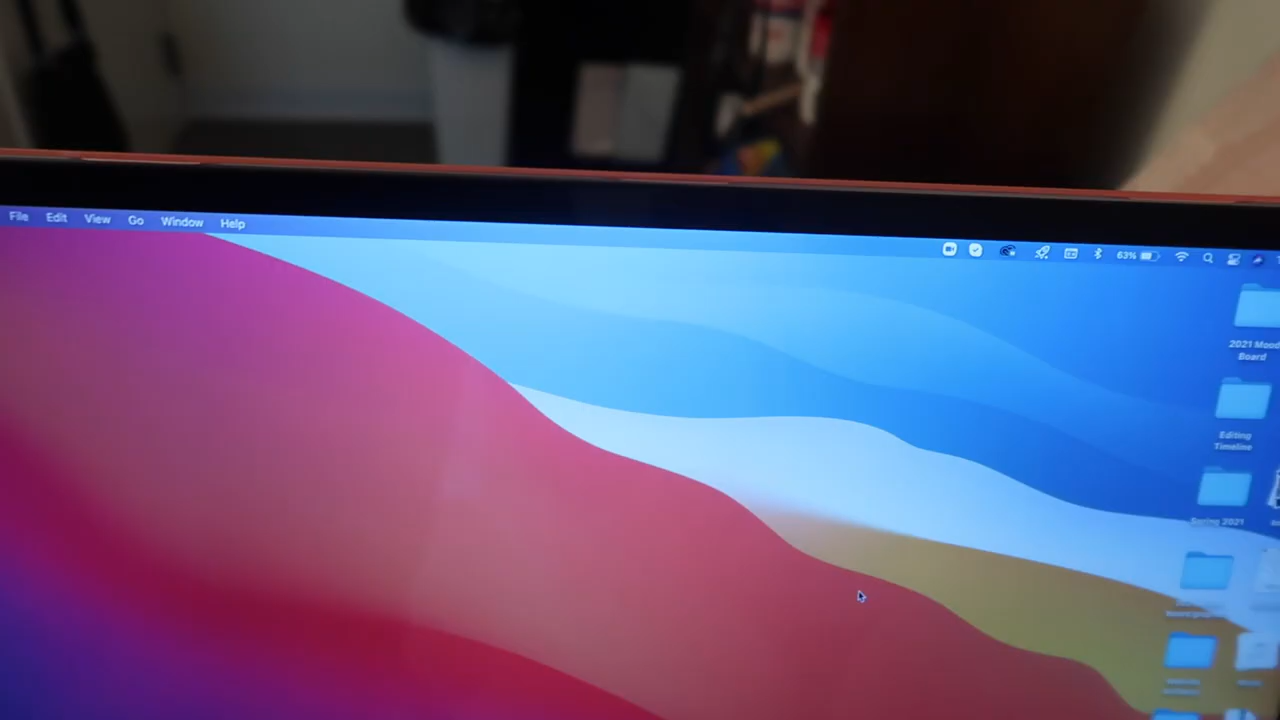 File Edit View Go Window Help
63%
2021 Mood
Board
Editing
Timeline
Spring 2021